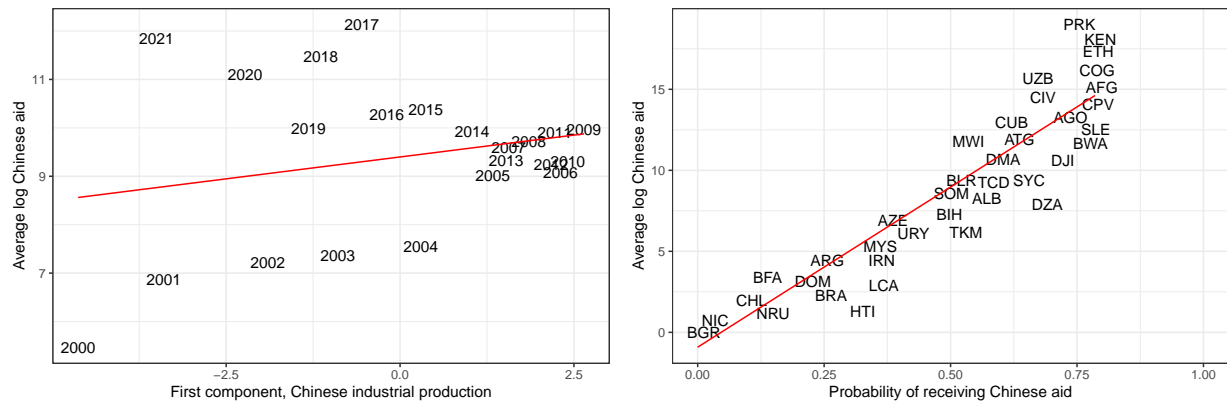 2017
2021
2018
2020
11
2016
2015
2019
2014
2011
2009
2008
2007
2013
2012
2010
9
2005
2006
2004
2003
2002
7
2001
2000
−2.5
0.0
2.5
First component, Chinese industrial production
Average log Chinese aid
PRK
KEN
ETH
COG
UZB
15
AFG
CIV
CPV
AGO
CUB
SLE
ATG
MWI
BWA
DMA
DJI
10
BLR
TCD
SYC
SOM
ALB
DZA
BIH
AZE
URY
TKM
MYS
5
ARG
IRN
BFA
DOM
LCA
BRA
CHL
NRU
HTI
NIC
0
BGR
0.00
0.25
0.50
0.75
1.00
Probability of receiving Chinese aid
Average log Chinese aid